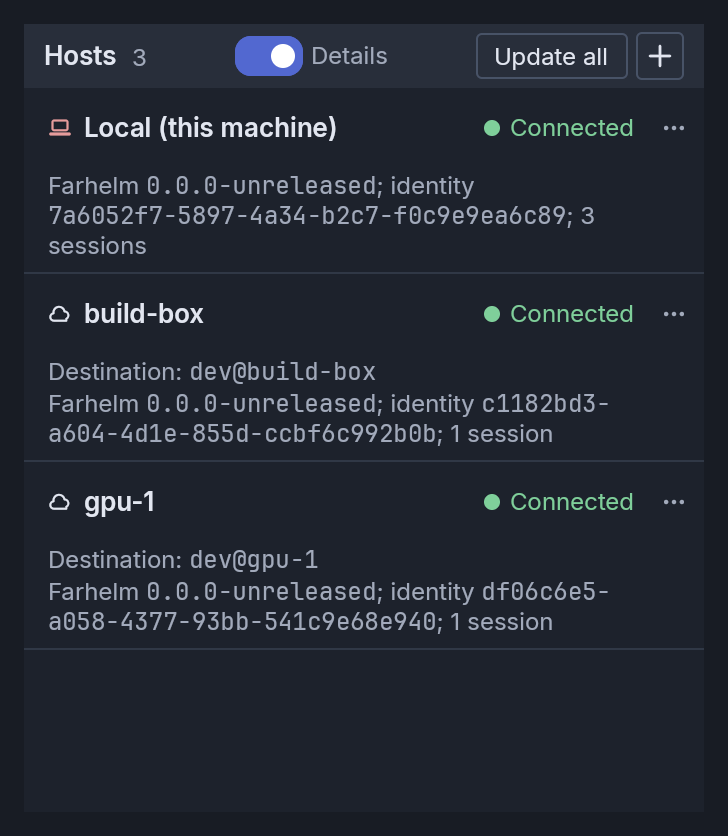 Hosts 3 Details Update all
Local (this machine) Connected
Farhelm 0.0.0-unreleased; identity
7a6052f7-5897-4a34-b2c7-f0c9e9ea6c89; 3
sessions
build-box Connected
Destination: dev@build-box
Farhelm 0.0.0-unreleased; identity c1182bd3-
a604-4d1e-855d-ccbf6c992b0b; 1 session
gpu-1 Connected
Destination: dev@gpu-1
Farhelm 0.0.0-unreleased; identity df06c6e5-
a058-4377-93bb-541c9e68e940; 1 session